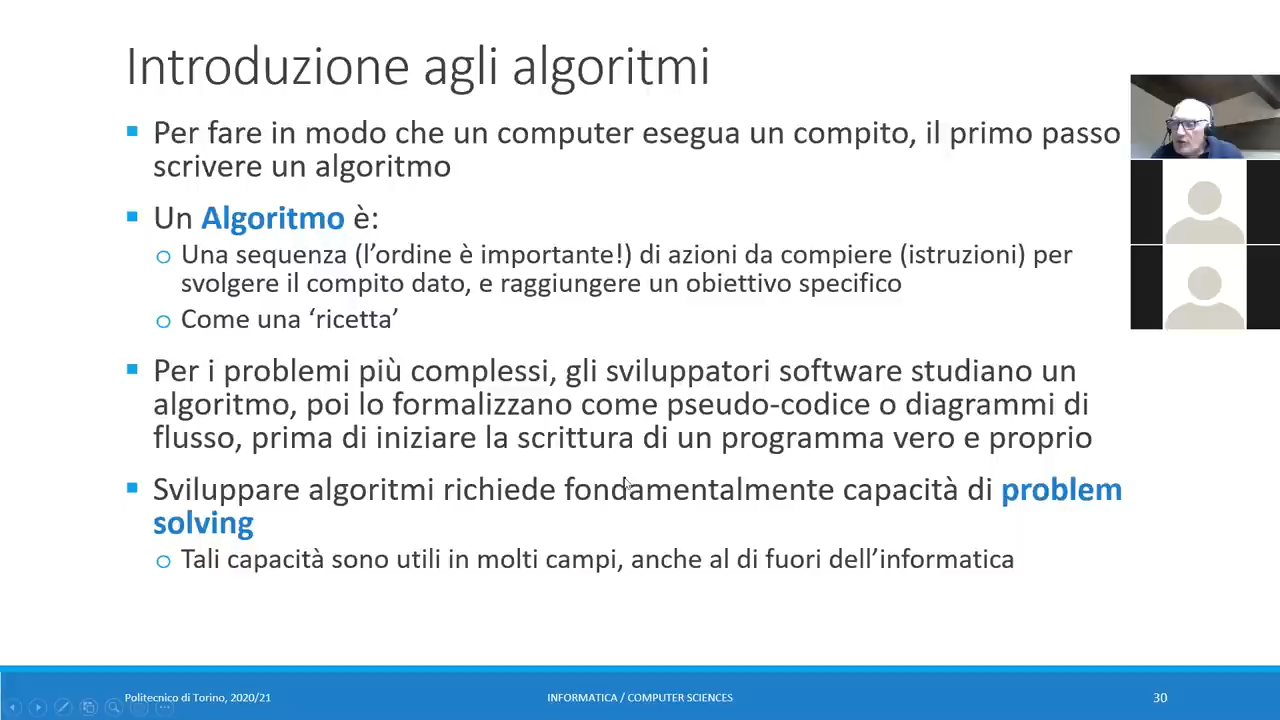 Introduzione agli algoritmi
Per fare in modo che un computer esegua un compito, il primo passo
scrivere un algoritmo
Un Algoritmo è:
Una sequenza (l’ordine è importante!) di azioni da compiere (istruzioni) per
svolgere il compito dato, e raggiungere un obiettivo specifico
Come una ‘ricetta’
Per i problemi più complessi, gli sviluppatori software studiano un
algoritmo, poi lo formalizzano come pseudo-codice o diagrammi di
flusso, prima di iniziare la scrittura di un programma vero e proprio
Sviluppare algoritmi richiede fondamentalmente capacità di problem
solving
Tali capacità sono utili in molti campi, anche al di fuori dell’informatica
Politecnico di Torino, 2020/21
INFORMATICA / COMPUTER SCIENCES
30